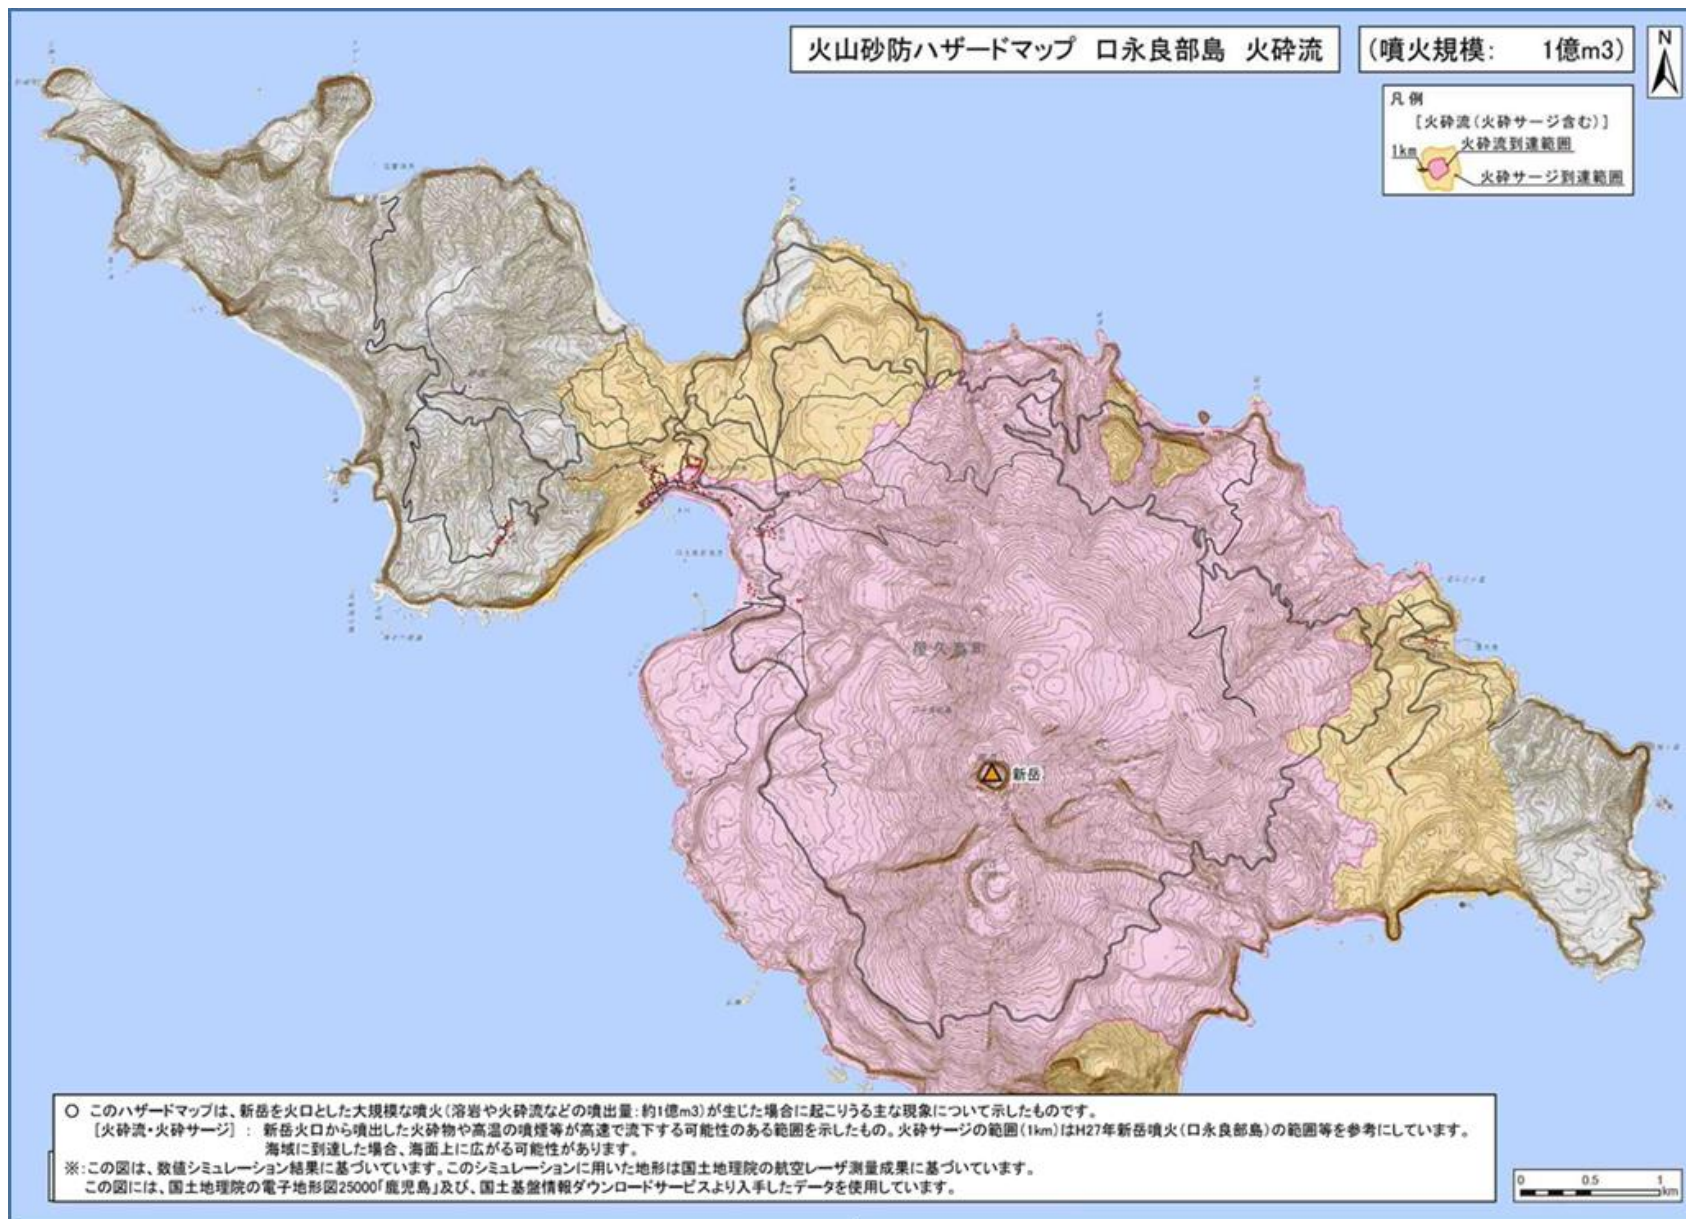 火山砂防ハザードマップ 口永良部島 火砕流
(噴火規模: 1億m3)
N
凡例
[火砕流(火砕サージ含む)]
1km
火砕流到達範囲
火砕サージ到達範囲
屋久島町
新岳
○ このハザードマップは、新岳を火口とした大規模な噴火(溶岩や火砕流などの噴出量:約1億m3)が生じた場合に起こりうる主な現象について示したものです。
[火砕流・火砕サージ] : 新岳火口から噴出した火砕物や高温の噴煙等が高速で流下する可能性のある範囲を示したもの。火砕サージの範囲(1km)はH27年新岳噴火(口永良部島)の範囲等を参考にしています。
海域に到達した場合、海面上に広がる可能性があります。
※:この図は、数値シミュレーション結果に基づいています。このシミュレーションに用いた地形は国土地理院の航空レーザ測量成果に基づいています。
この図には、国土地理院の電子地形図25000「鹿児島」及び、国土基盤情報ダウンロードサービスより入手したデータを使用しています。
0 0.5 1
km